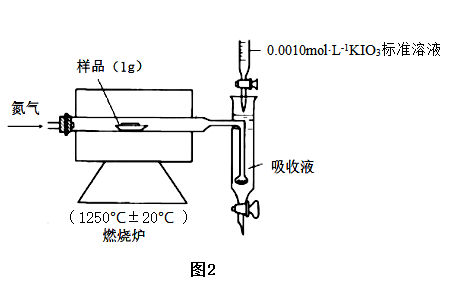 0.0010mol·L-1KIO3标准溶液
样品(1g)
氮气
吸收液
(1250℃±20℃ )
燃烧炉
图2